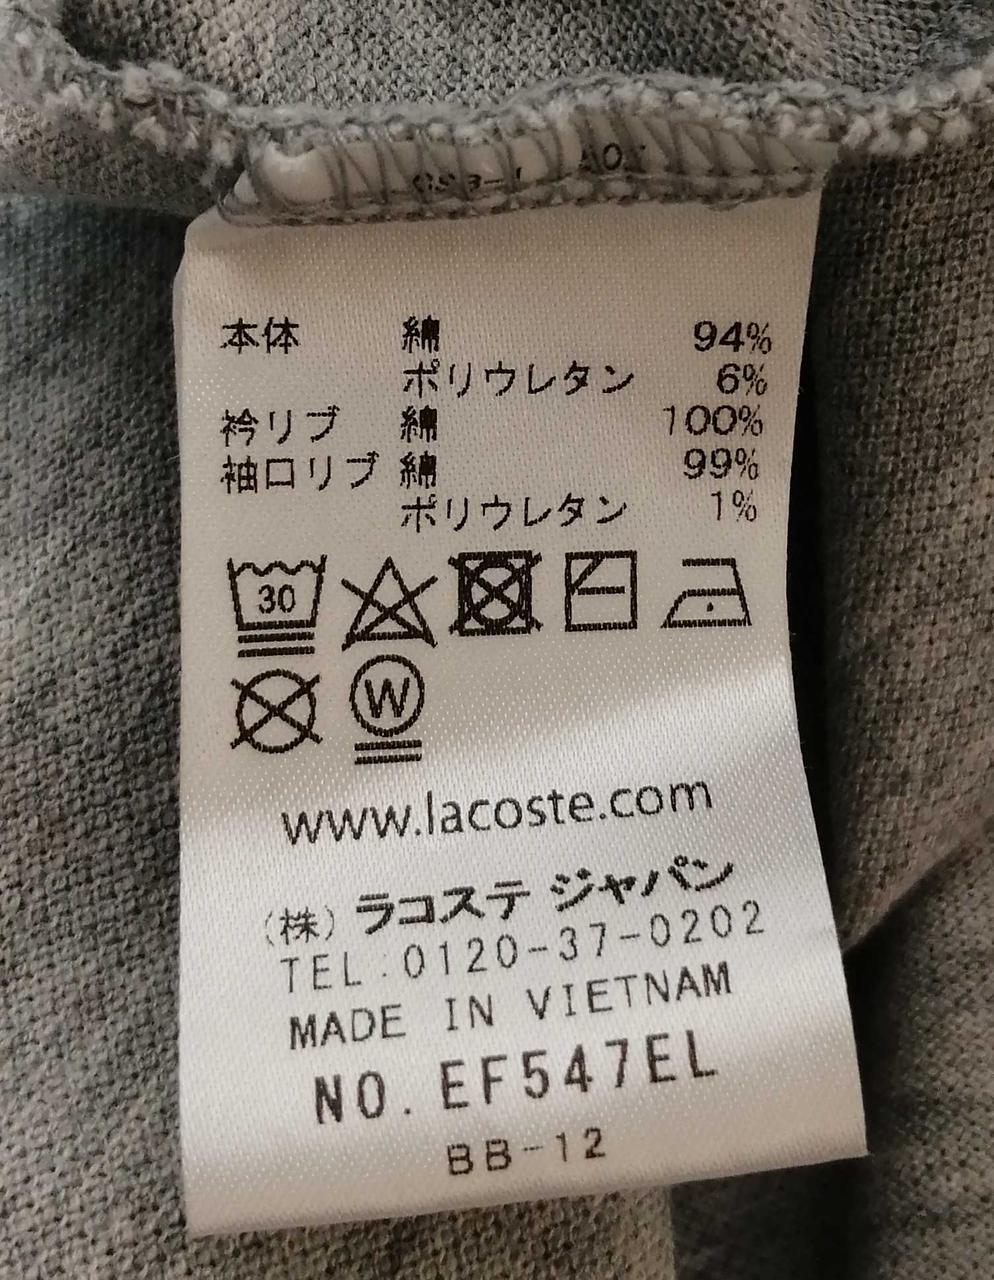 本体 綿 94%
ポリウレタン 6%
衿リブ 綿 100%
袖口リブ 綿 99%
ポリウレタン 1%
30
W
www.lacoste.com
(株) ラコステ ジャパン
TEL:0120-37-0202
MADE IN VIETNAM
NO. EF547EL
BB-12